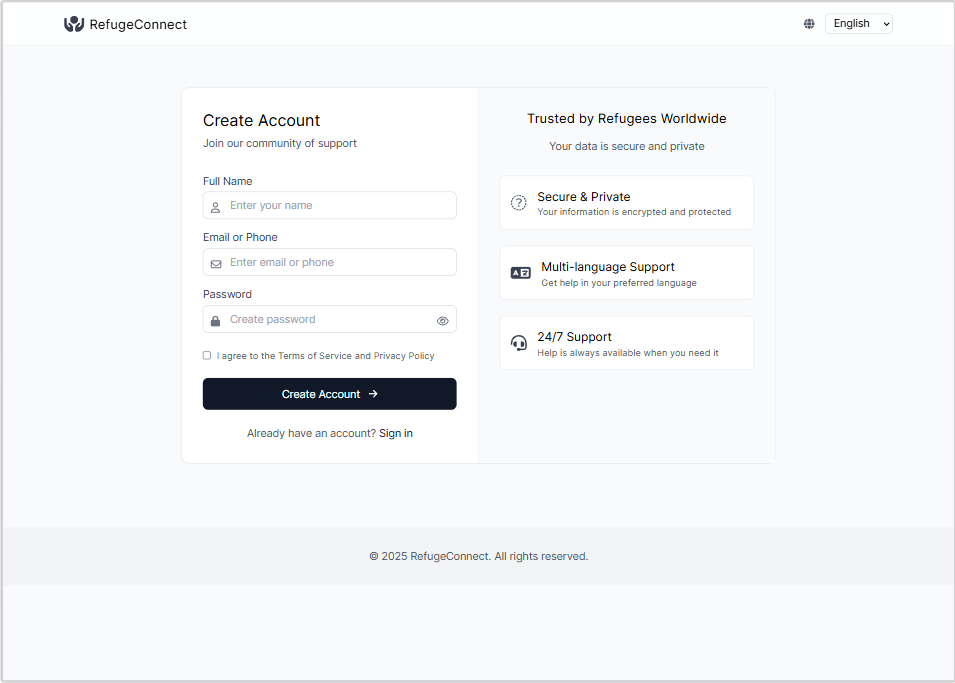 RefugeConnect
English
Create Account
Join our community of support
Full Name
Enter your name
Email or Phone
Enter email or phone
Password
Create password
I agree to the Terms of Service and Privacy Policy
Create Account
Already have an account? Sign in
Trusted by Refugees Worldwide
Your data is secure and private
?
Secure & Private
Your information is encrypted and protected
A
Multi-language Support
Get help in your preferred language
24/7 Support
Help is always available when you need it
© 2025 RefugeConnect. All rights reserved.